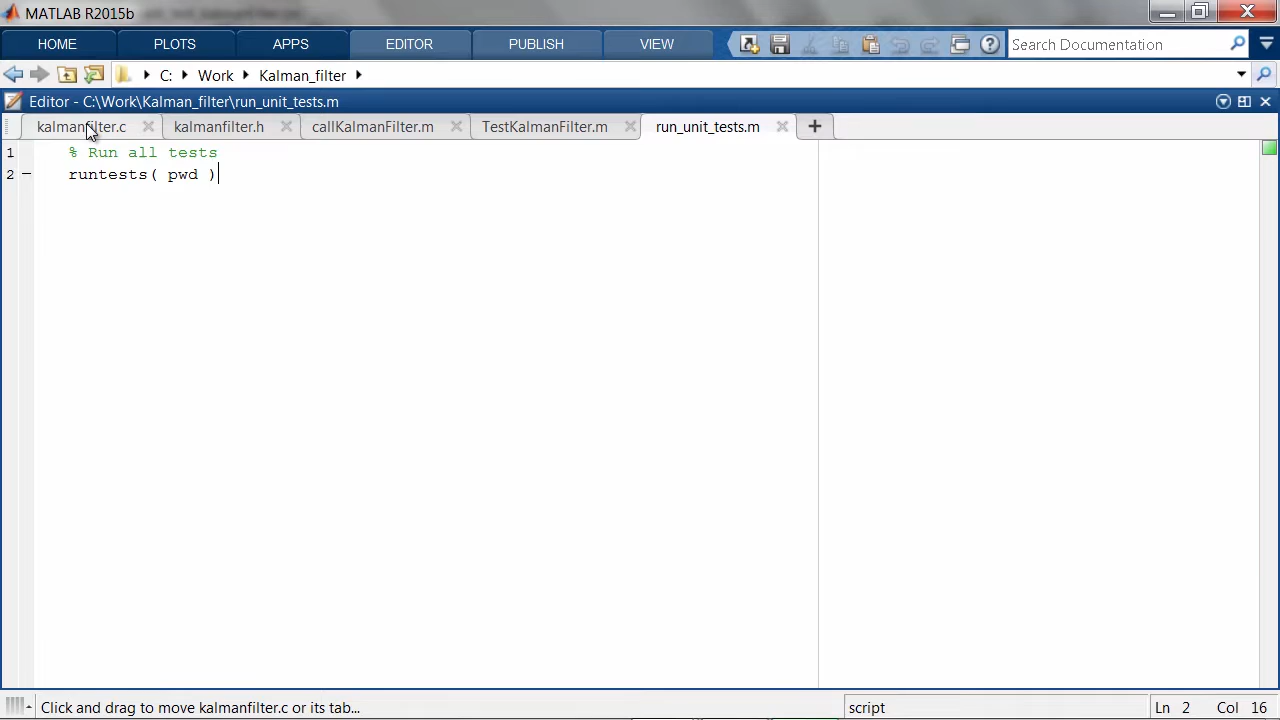 MATLAB R2015b
HOME
PLOTS
APPS
EDITOR
PUBLISH
VIEW
Search Documentation
C:
Work
Kalman_filter
Editor - C:\Work\Kalman_filter\run_unit_tests.m
kalmanfilter.c
kalmanfilter.h
callKalmanFilter.m
TestKalmanFilter.m
run_unit_tests.m
1 % Run all tests
2 – runtests( pwd )
Click and drag to move kalmanfilter.c or its tab...
script
Ln 2 Col 16